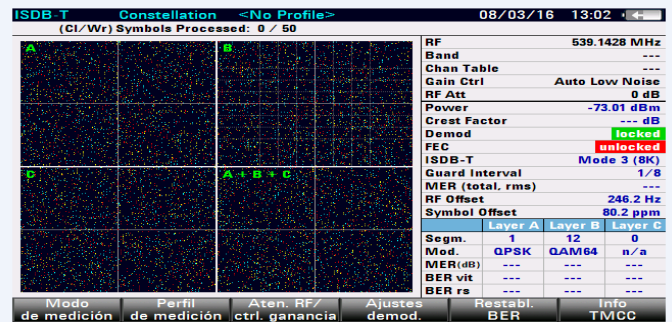 ISDB-T Constellation <No Profile> 08/03/16 13:02
(Cl/Wr) Symbols Processed: 0 / 50
A B
C A + B + C
RF 539.1428 MHz
Band ---
Chan Table ---
Gain Ctrl Auto Low Noise
RF Att 0 dB
Power -73.01 dBm
Crest Factor --- dB
Demod locked
FEC unlocked
ISDB-T Mode 3 (8K)
Guard Interval 1/8
MER (total, rms) ---
RF Offset 246.2 Hz
Symbol Offset 80.2 ppm
Layer A Layer B Layer C
Segm. 1 12 0
Mod. QPSK QAM64 n/a
MER(dB) --- --- ---
BER vit --- --- ---
BER rs --- --- ---
Modo de medición
Perfil de medición
Aten. RF/ ctrl. ganancia
Ajustes demod.
Restabl. BER
Info TMCC